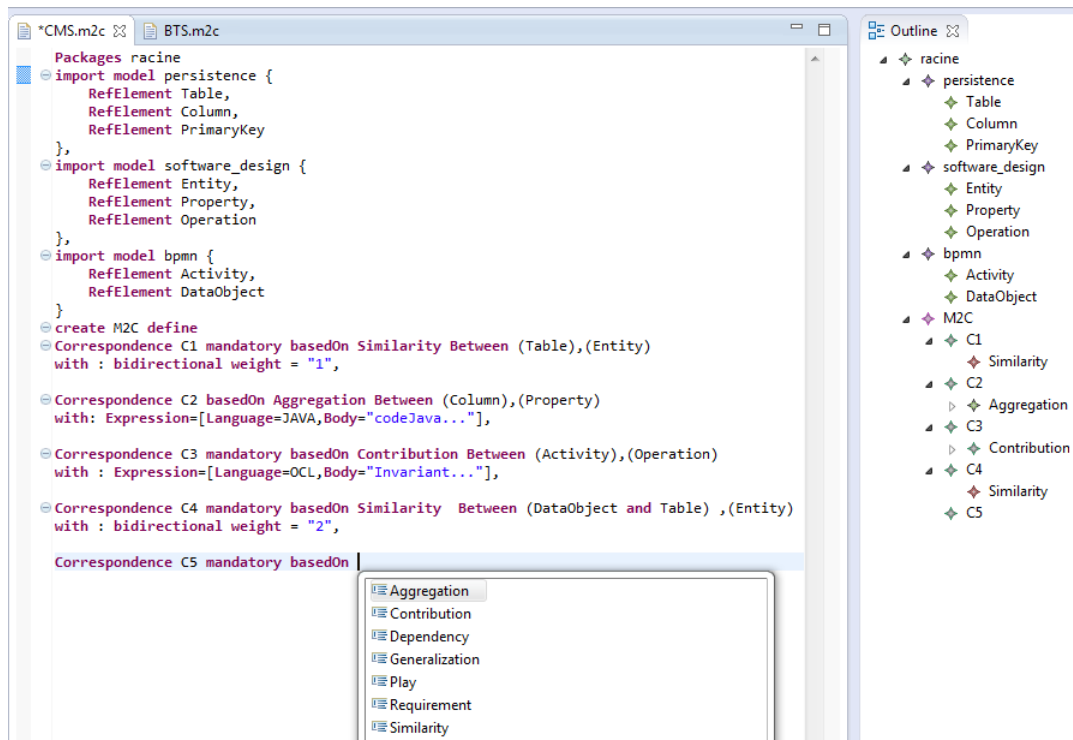 *CMS.m2c
BTS.m2c
Packages racine
import model persistence {
RefElement Table,
RefElement Column,
RefElement PrimaryKey
},
import model software_design {
RefElement Entity,
RefElement Property,
RefElement Operation
},
import model bpmn {
RefElement Activity,
RefElement DataObject
}
create M2C define
Correspondence C1 mandatory basedOn Similarity Between (Table),(Entity)
with : bidirectional weight = "1",
Correspondence C2 basedOn Aggregation Between (Column),(Property)
with: Expression=[Language=JAVA,Body="codeJava..."],
Correspondence C3 mandatory basedOn Contribution Between (Activity),(Operation)
with : Expression=[Language=OCL,Body="Invariant..."],
Correspondence C4 mandatory basedOn Similarity  Between (DataObject and Table) ,(Entity)
with : bidirectional weight = "2",
Correspondence C5 mandatory basedOn
Aggregation
Contribution
Dependency
Generalization
Play
Requirement
Similarity
Outline
racine
persistence
Table
Column
PrimaryKey
software_design
Entity
Property
Operation
bpmn
Activity
DataObject
M2C
C1
Similarity
C2
Aggregation
C3
Contribution
C4
Similarity
C5